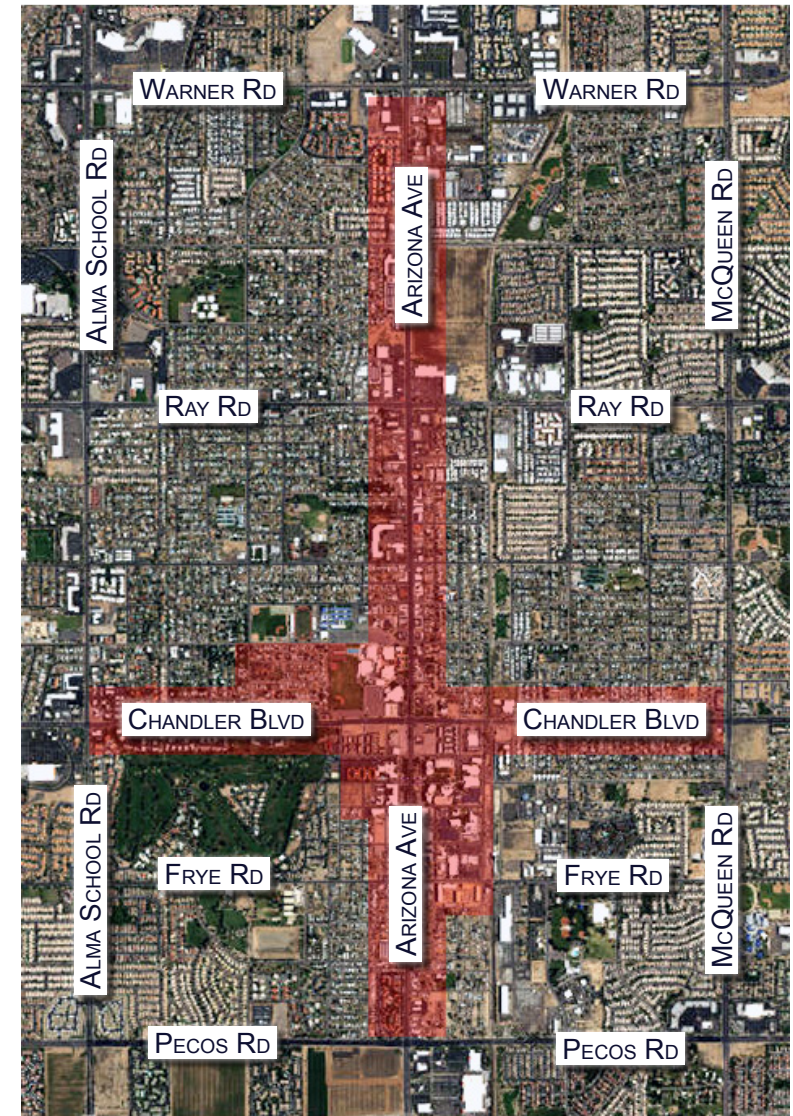 Warner Rd
Warner Rd
Alma School Rd
Arizona Ave
McQueen Rd
Ray Rd
Ray Rd
Chandler Blvd
Chandler Blvd
Alma School Rd
Arizona Ave
McQueen Rd
Frye Rd
Frye Rd
Pecos Rd
Pecos Rd